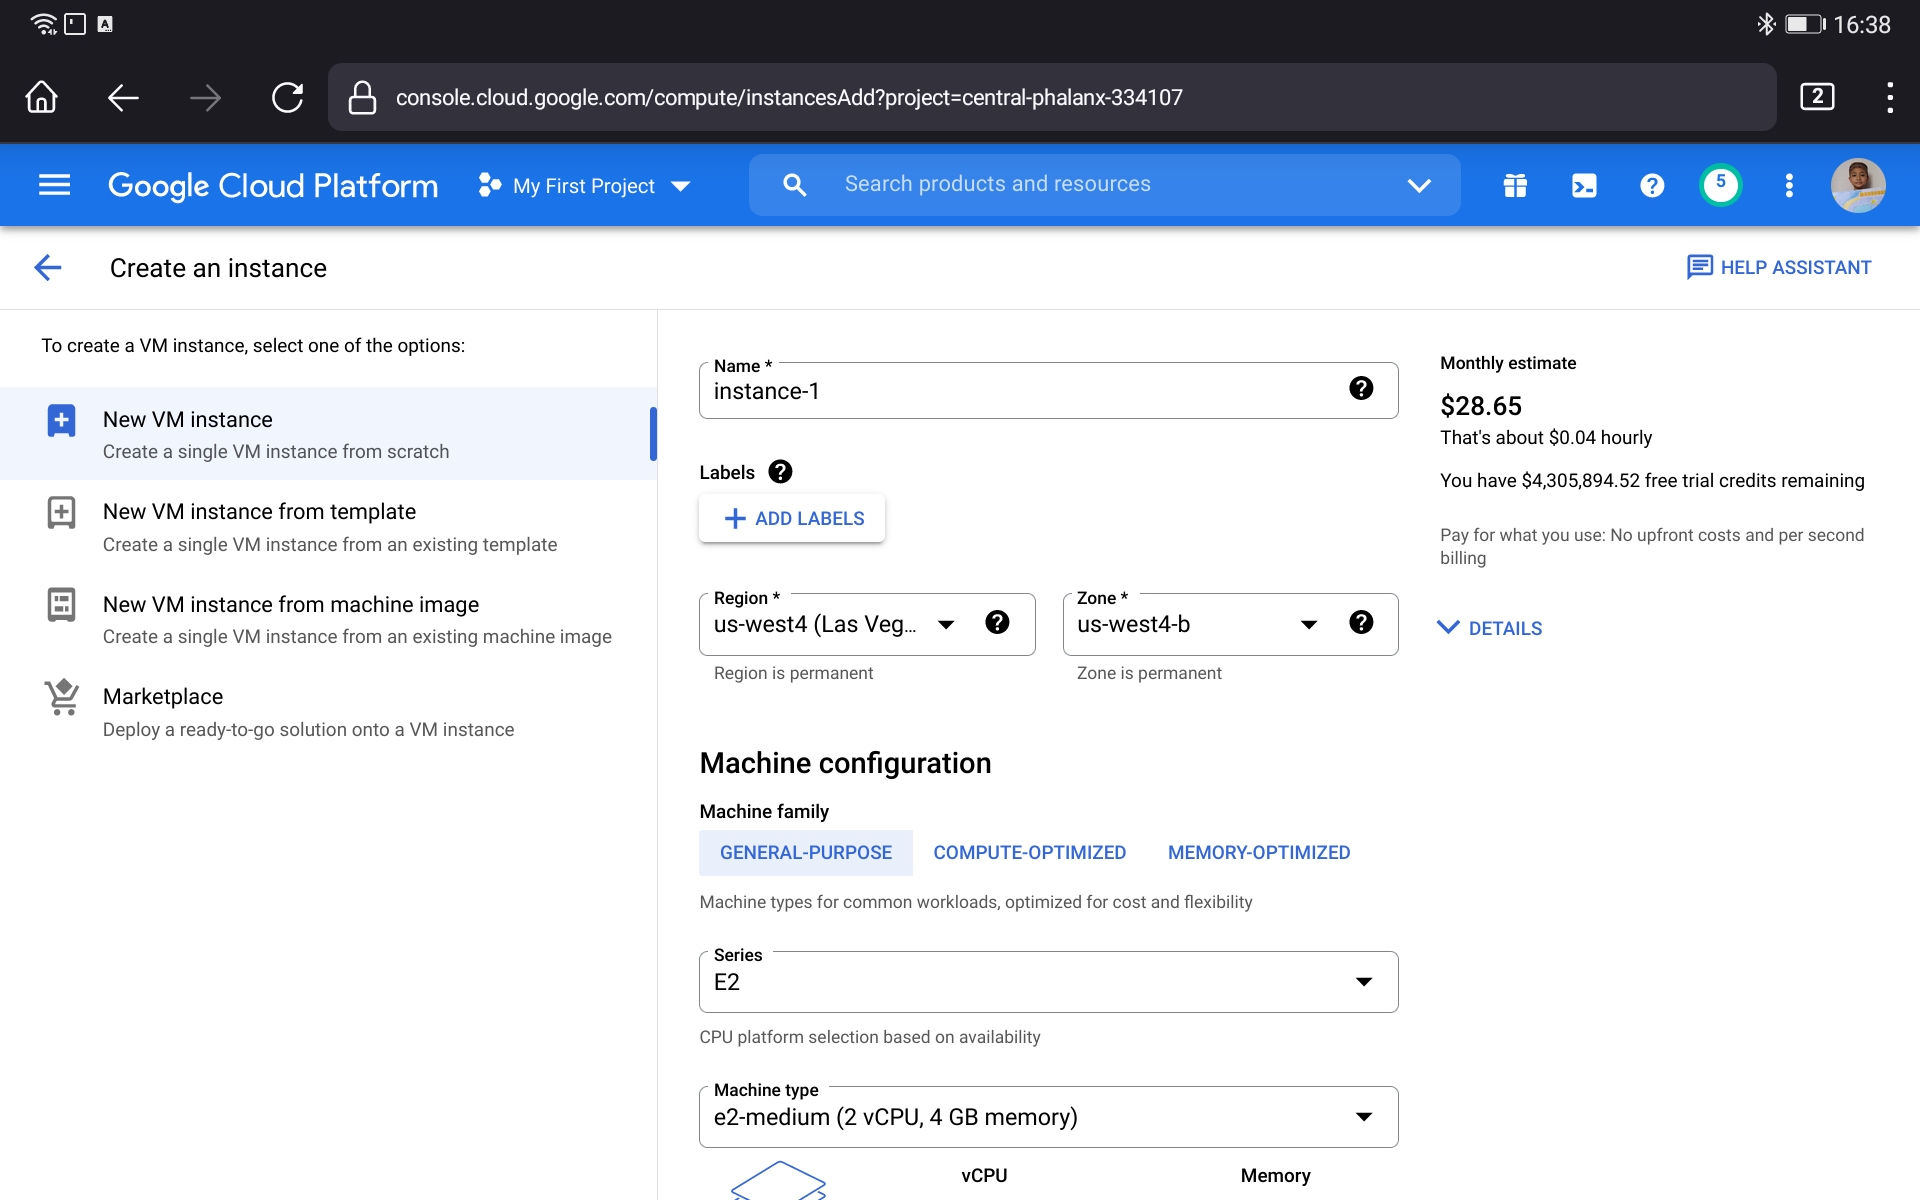 16:38
console.cloud.google.com/compute/instancesAdd?project=central-phalanx-334107
2
Google Cloud Platform
My First Project
Search products and resources
5
Create an instance
HELP ASSISTANT
To create a VM instance, select one of the options:
New VM instance
Create a single VM instance from scratch
New VM instance from template
Create a single VM instance from an existing template
New VM instance from machine image
Create a single VM instance from an existing machine image
Marketplace
Deploy a ready-to-go solution onto a VM instance
Name *
instance-1
Labels
ADD LABELS
Region *
us-west4 (Las Veg...
Region is permanent
Zone *
us-west4-b
Zone is permanent
Machine configuration
Machine family
GENERAL-PURPOSE COMPUTE-OPTIMIZED MEMORY-OPTIMIZED
Machine types for common workloads, optimized for cost and flexibility
Series
E2
CPU platform selection based on availability
Machine type
e2-medium (2 vCPU, 4 GB memory)
vCPU Memory
Monthly estimate
$28.65
That's about $0.04 hourly
You have $4,305,894.52 free trial credits remaining
Pay for what you use: No upfront costs and per second
billing
DETAILS